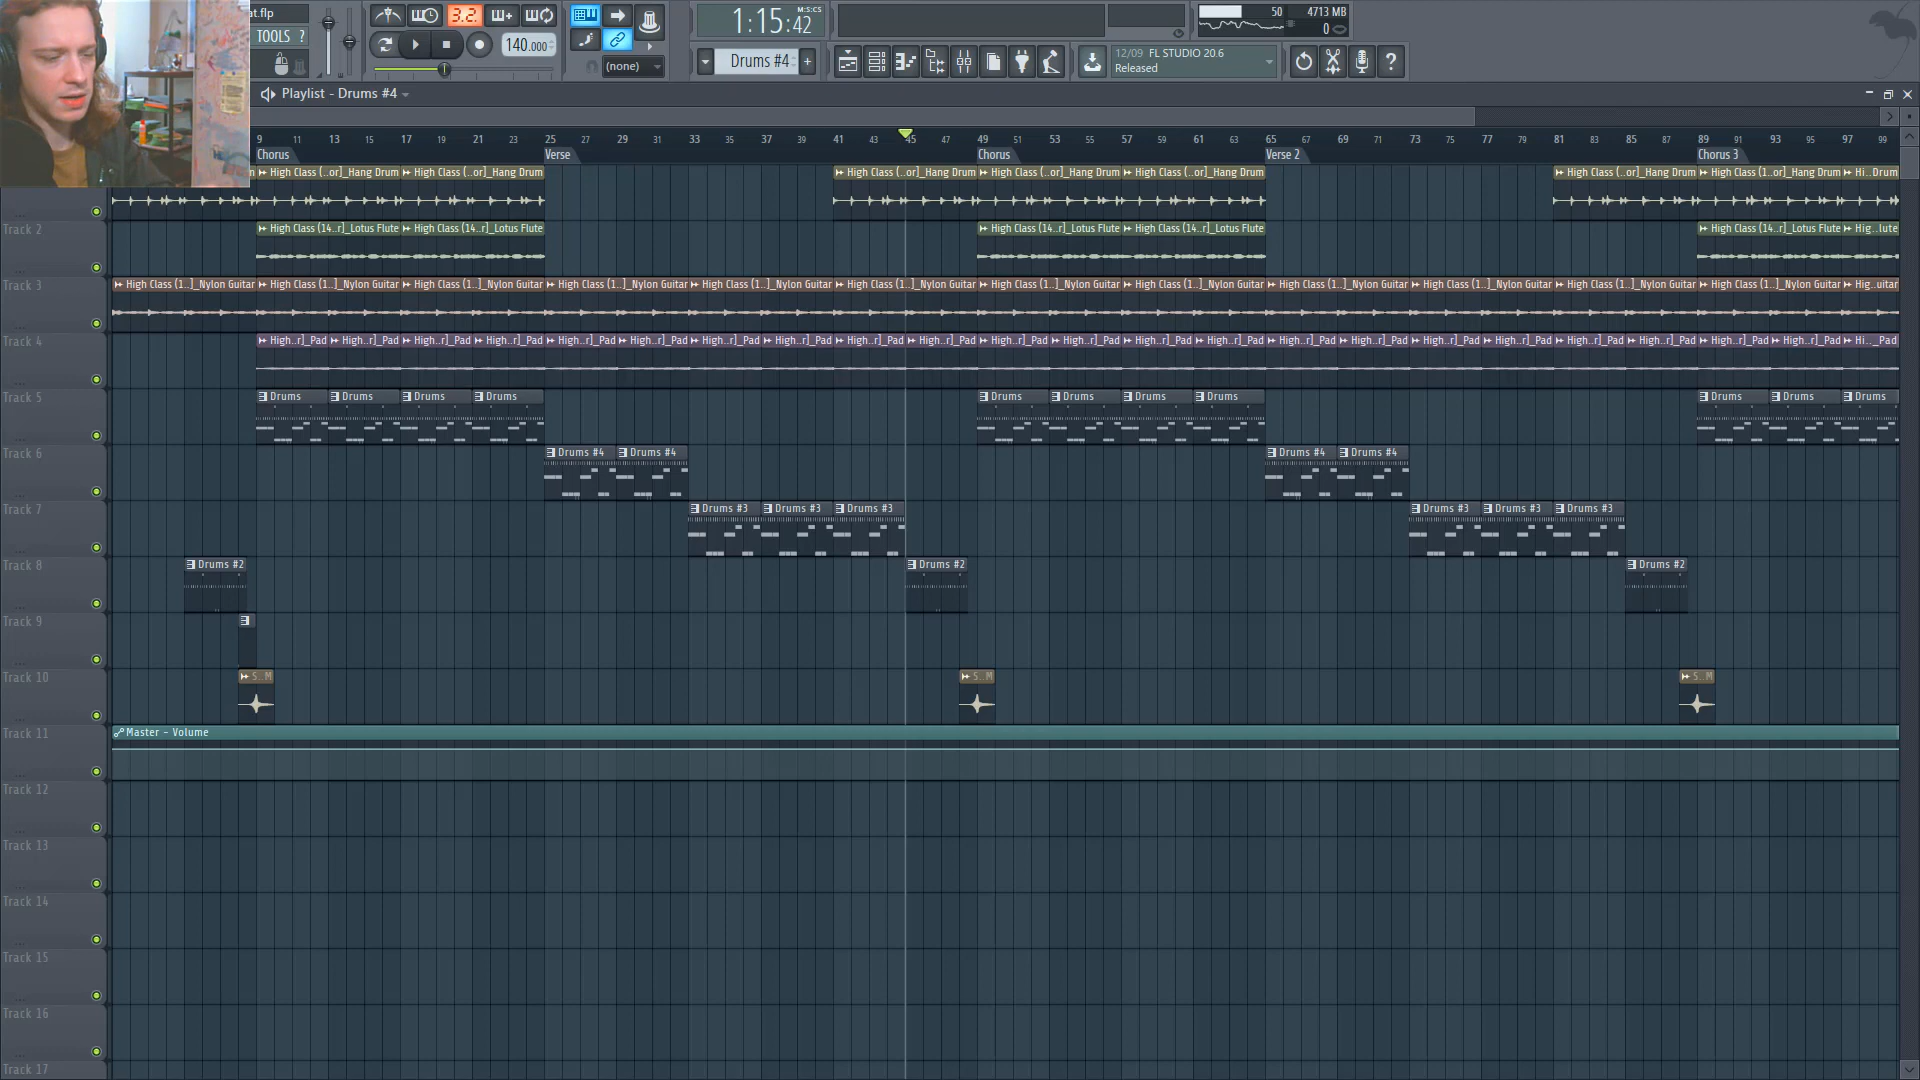 at.flp
TOOLS ?
3.2
140.000
(none)
1:15:42
M:S:CS
Drums #4
50
4713 MB
0
12/09 FL STUDIO 20.6
Released
Playlist - Drums #4
9 11 13 15 17 19 21 23 25 27 29 31 33 35 37 39 41 43 45 47 49 51 53 55 57 59 61 63 65 67 69 71 73 75 77 79 81 83 85 87 89 91 93 95 97 99
Chorus Verse Chorus Verse 2 Chorus 3
High Class (..or]_Hang Drum High Class (..or]_Hang Drum High Class (..or]_Hang Drum High Class (..or]_Hang Drum High Class (..or]_Hang Drum High Class (..or]_Hang Drum High Class (1..or]_Hang Drum Hi..Drum
Track 2
High Class (14..r]_Lotus Flute High Class (14..r]_Lotus Flute High Class (14..r]_Lotus Flute High Class (14..r]_Lotus Flute High Class (14..r]_Lotus Flute Hig..lute
Track 3
High Class (1..]_Nylon Guitar High Class (1..]_Nylon Guitar High Class (1..]_Nylon Guitar High Class (1..]_Nylon Guitar High Class (1..]_Nylon Guitar High Class (1..]_Nylon Guitar High Class (1..]_Nylon Guitar High Class (1..]_Nylon Guitar High Class (1..]_Nylon Guitar High Class (1..]_Nylon Guitar High Class (1..]_Nylon Guitar High Class (1..]_Nylon Guitar Hig..uitar
Track 4
High..r]_Pad High..r]_Pad High..r]_Pad High..r]_Pad High..r]_Pad High..r]_Pad High..r]_Pad High..r]_Pad High..r]_Pad High..r]_Pad High..r]_Pad High..r]_Pad High..r]_Pad High..r]_Pad High..r]_Pad High..r]_Pad High..r]_Pad High..r]_Pad High..r]_Pad High..r]_Pad High..r]_Pad High..r]_Pad Hi.._Pad
Track 5
Drums Drums Drums Drums Drums Drums Drums Drums Drums Drums Drums
Track 6
Drums #4 Drums #4 Drums #4 Drums #4
Track 7
Drums #3 Drums #3 Drums #3 Drums #3 Drums #3 Drums #3
Track 8
Drums #2 Drums #2 Drums #2
Track 9
Track 10
S..M S..M S..M
Track 11
Master - Volume
Track 12
Track 13
Track 14
Track 15
Track 16
Track 17